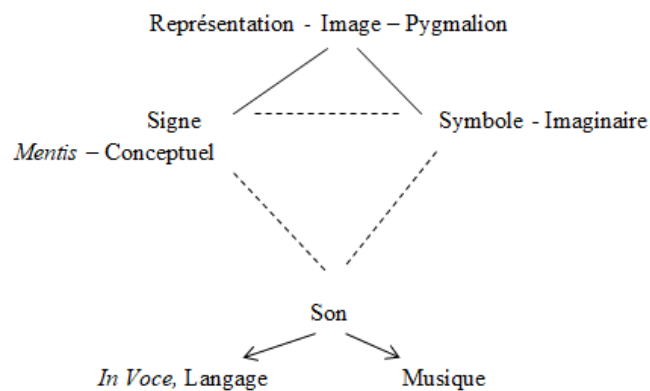 Représentation - Image – Pygmalion
Signe
Symbole - Imaginaire
Mentis – Conceptuel
Son
In Voce, Langage
Musique